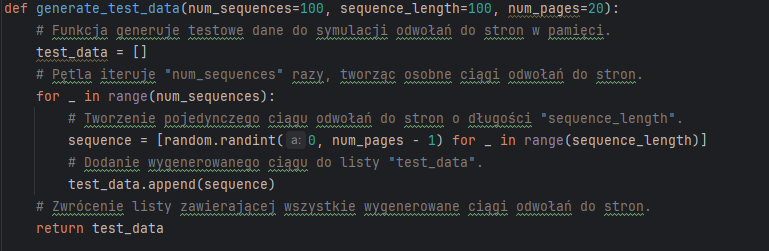 def generate_test_data(num_sequences=100, sequence_length=100, num_pages=20):
    # Funkcja generuje testowe dane do symulacji odwołań do stron w pamięci.
    test_data = []
    # Pętla iteruje "num_sequences" razy, tworząc osobne ciągi odwołań do stron.
    for _ in range(num_sequences):
        # Tworzenie pojedynczego ciągu odwołań do stron o długości "sequence_length".
        sequence = [random.randint( a: 0, num_pages - 1) for _ in range(sequence_length)]
        # Dodanie wygenerowanego ciągu do listy "test_data".
        test_data.append(sequence)
    # Zwrócenie listy zawierającej wszystkie wygenerowane ciągi odwołań do stron.
    return test_data